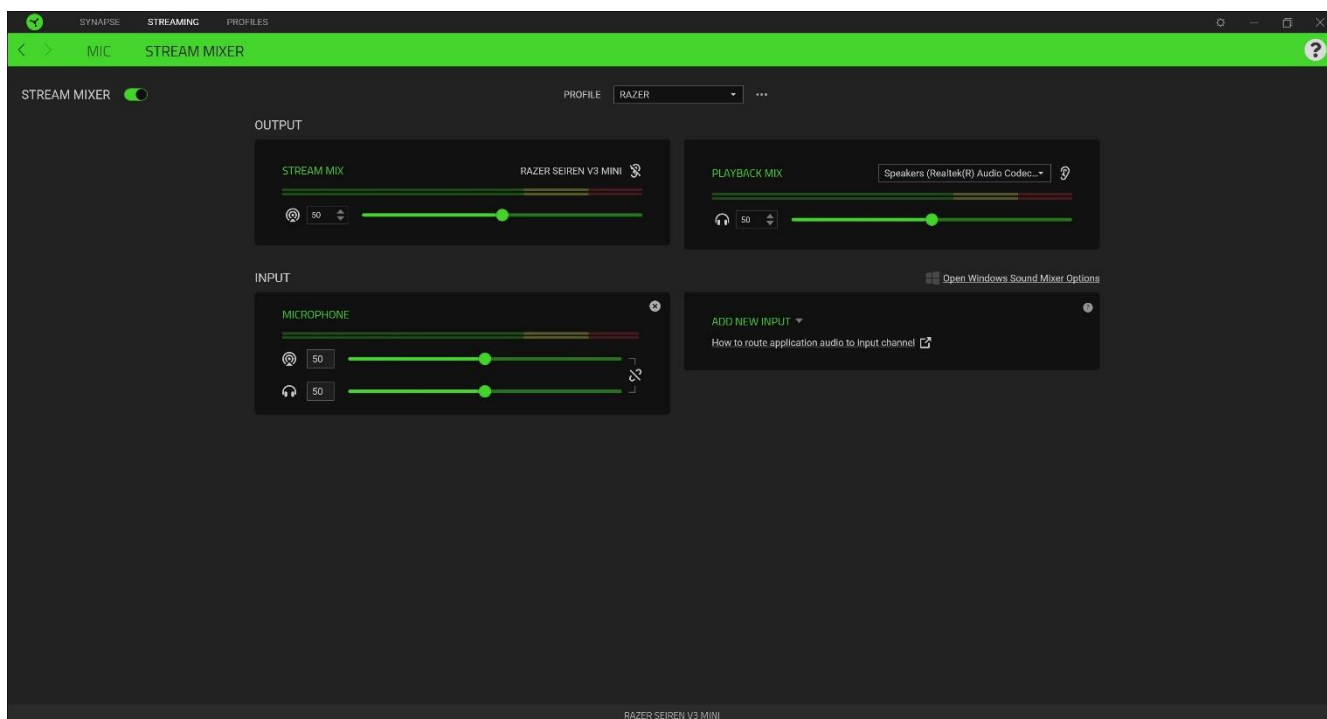 SYNAPSE STREAMING PROFILES
MIC STREAM MIXER ?
STREAM MIXER PROFILE RAZER
OUTPUT
STREAM MIX RAZER SEIREN V3 MINI
50
PLAYBACK MIX Speakers (Realtek(R) Audio Codec...
50
INPUT
Open Windows Sound Mixer Options
MICROPHONE
50
50
ADD NEW INPUT ?
How to route application audio to input channel
RAZER SEIREN V3 MINI